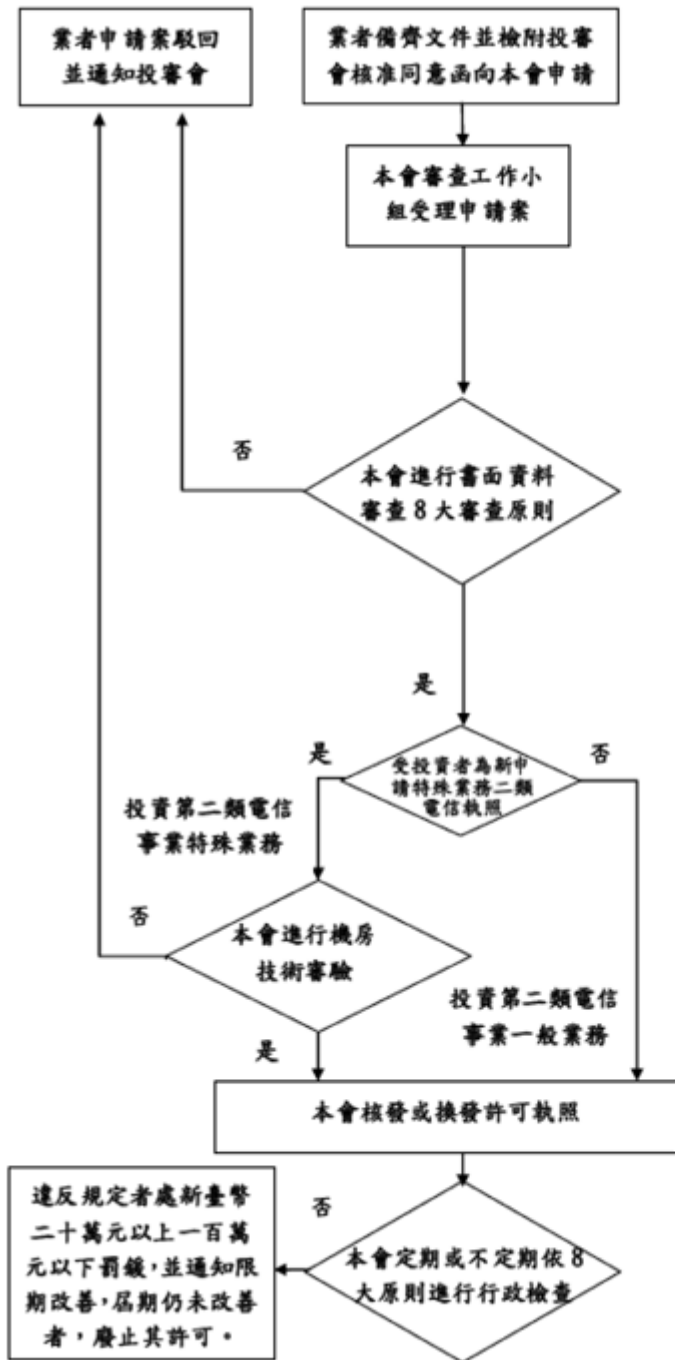 業者申請案駁回
並通知投審會
業者備齊文件並檢附投審
會核准同意函向本會申請
本會審查工作小
組受理申請案
否
本會進行書面資料
審查8大審查原則
是
是
受投資者為新申
請特殊業務二類
電信執照
否
投資第二類電信
事業特殊業務
否
本會進行機房
技術審驗
投資第二類電信
事業一般業務
是
本會核發或換發許可執照
違反規定者處新臺幣
二十萬元以上一百萬
元以下罰鍰,並通知限
期改善,屆期仍未改善
者,廢止其許可。
否
本會定期或不定期依8
大原則進行行政檢查